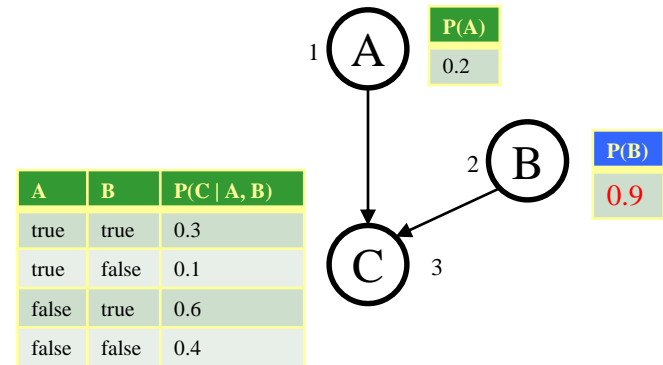 1
A
P(A)
0.2
2
B
P(B)
0.9
A B P(C | A, B)
true true 0.3
true false 0.1
false true 0.6
false false 0.4
C
3